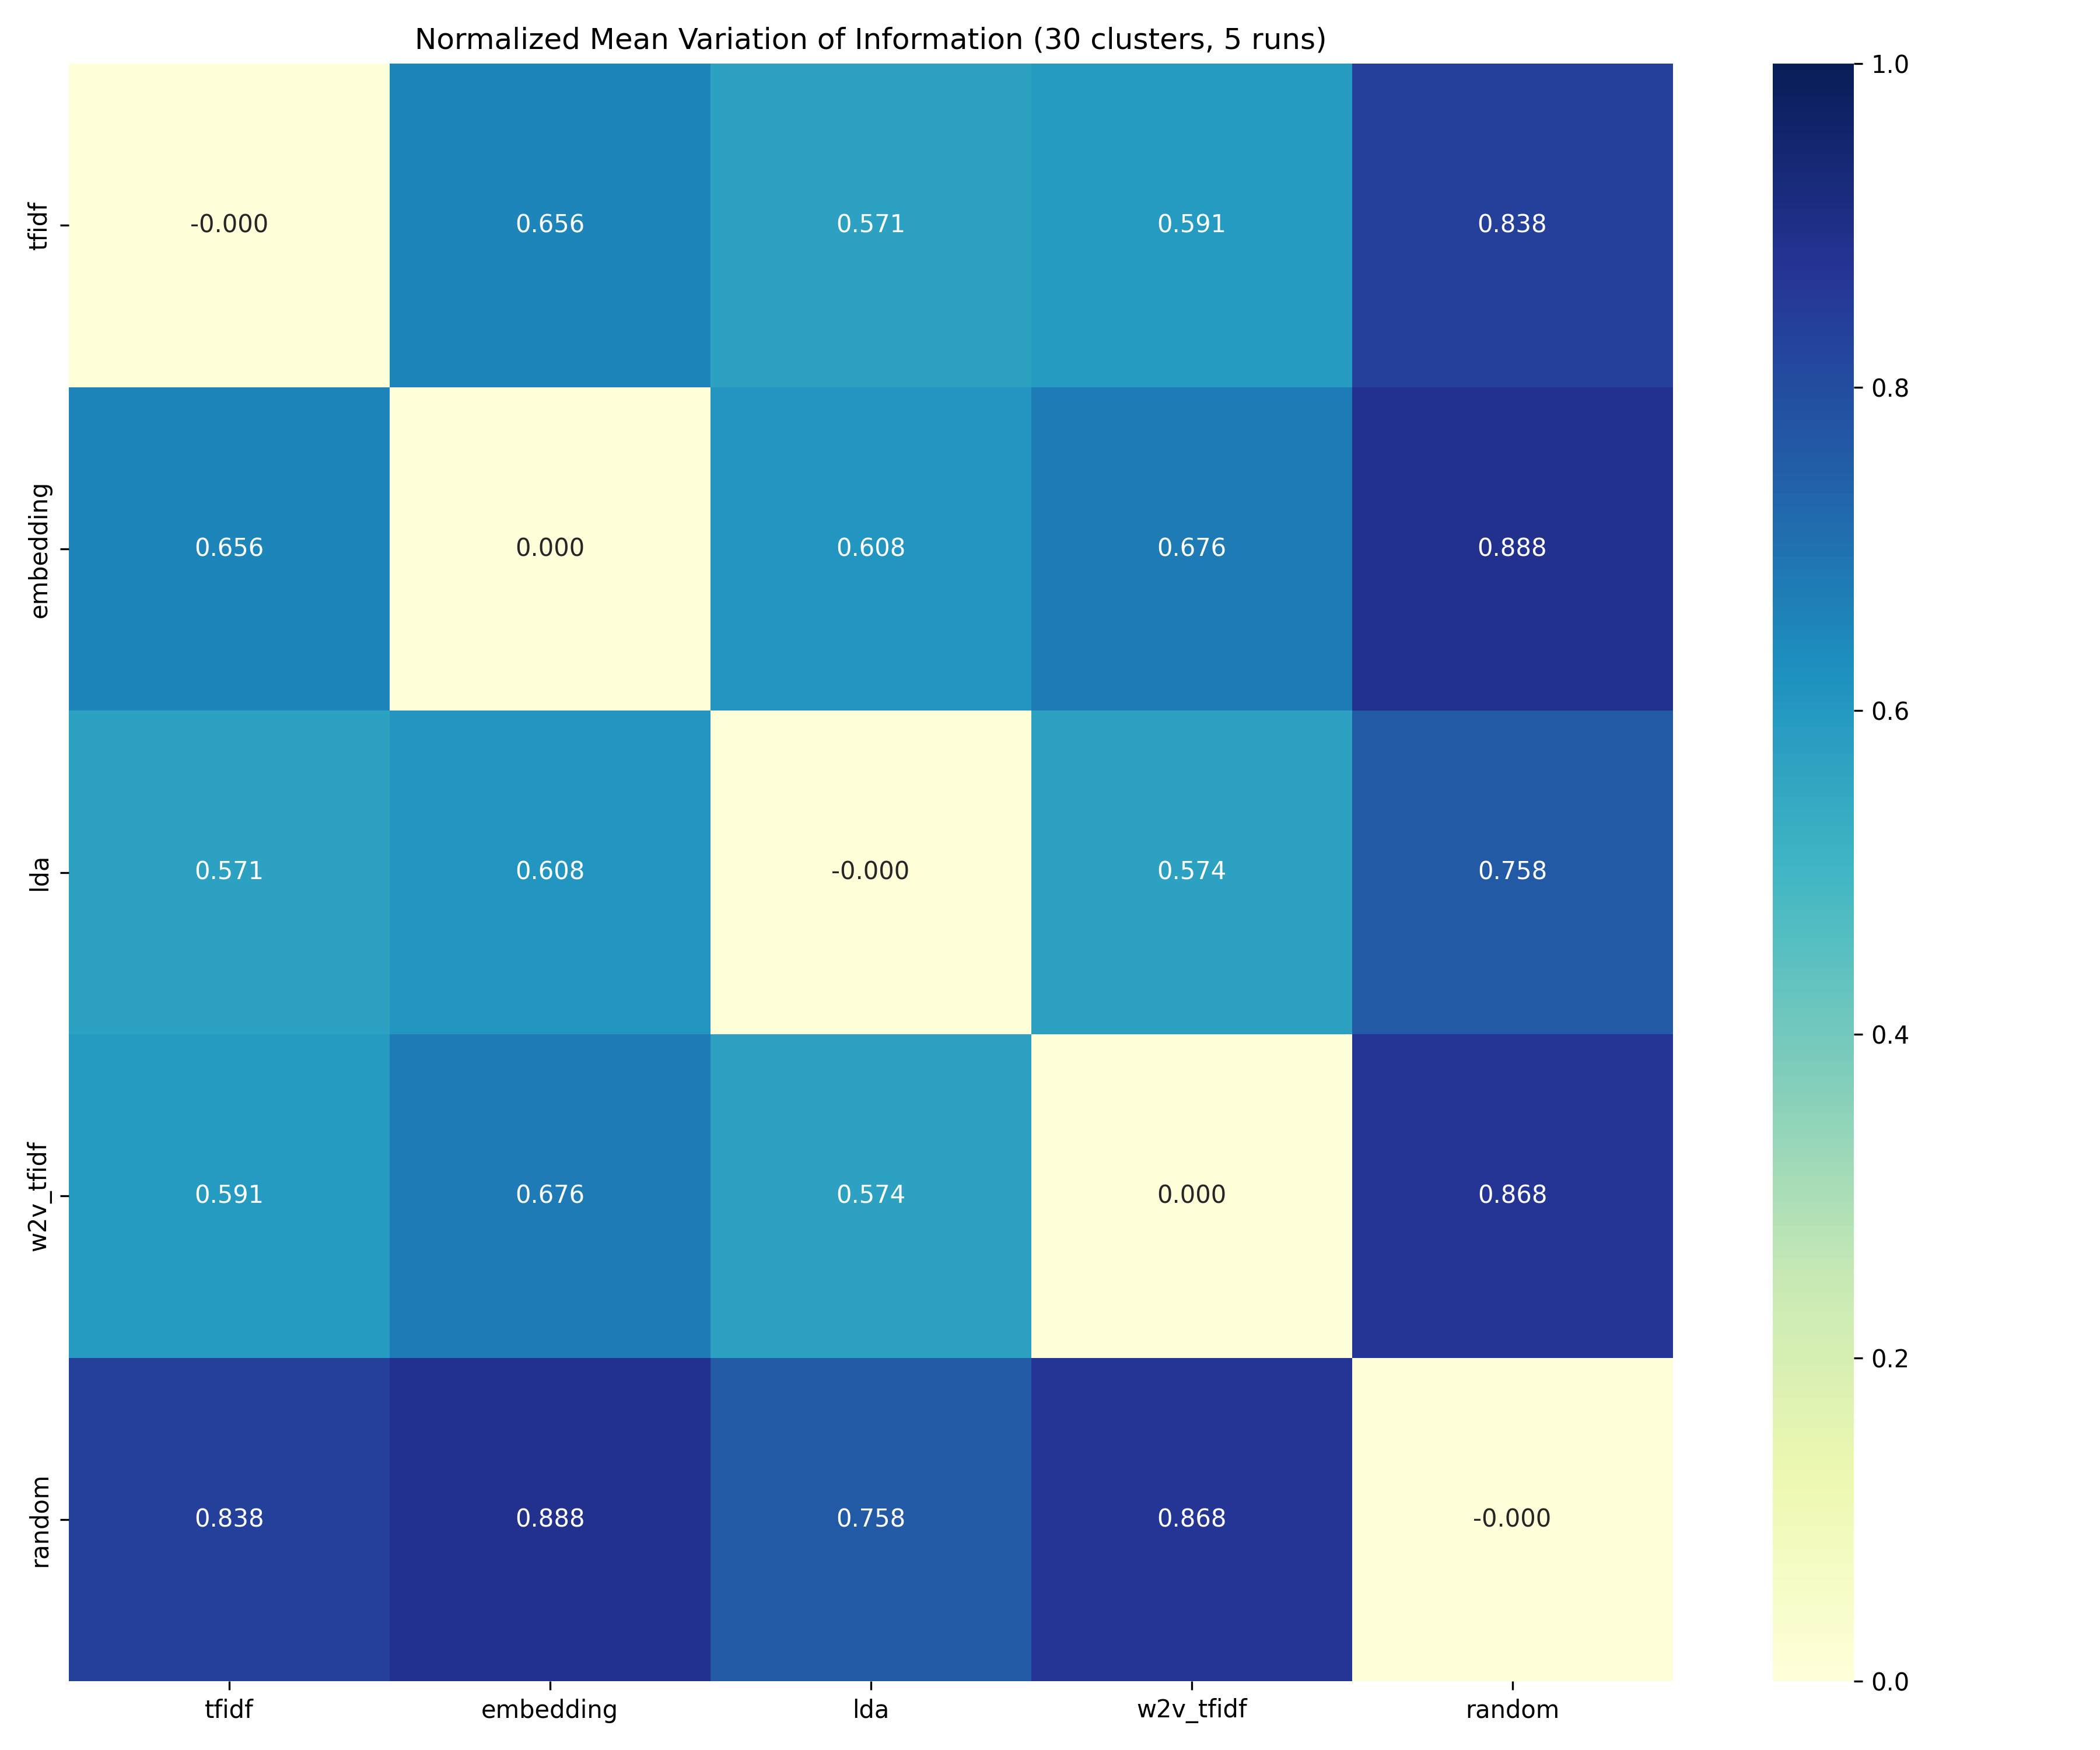 Normalized Mean Variation of Information (30 clusters, 5 runs)
tfidf
-0.000
0.656
0.571
0.591
0.838
embedding
0.656
0.000
0.608
0.676
0.888
lda
0.571
0.608
-0.000
0.574
0.758
w2v_tfidf
0.591
0.676
0.574
0.000
0.868
random
0.838
0.888
0.758
0.868
-0.000
tfidf
embedding
lda
w2v_tfidf
random
1.0
0.8
0.6
0.4
0.2
0.0